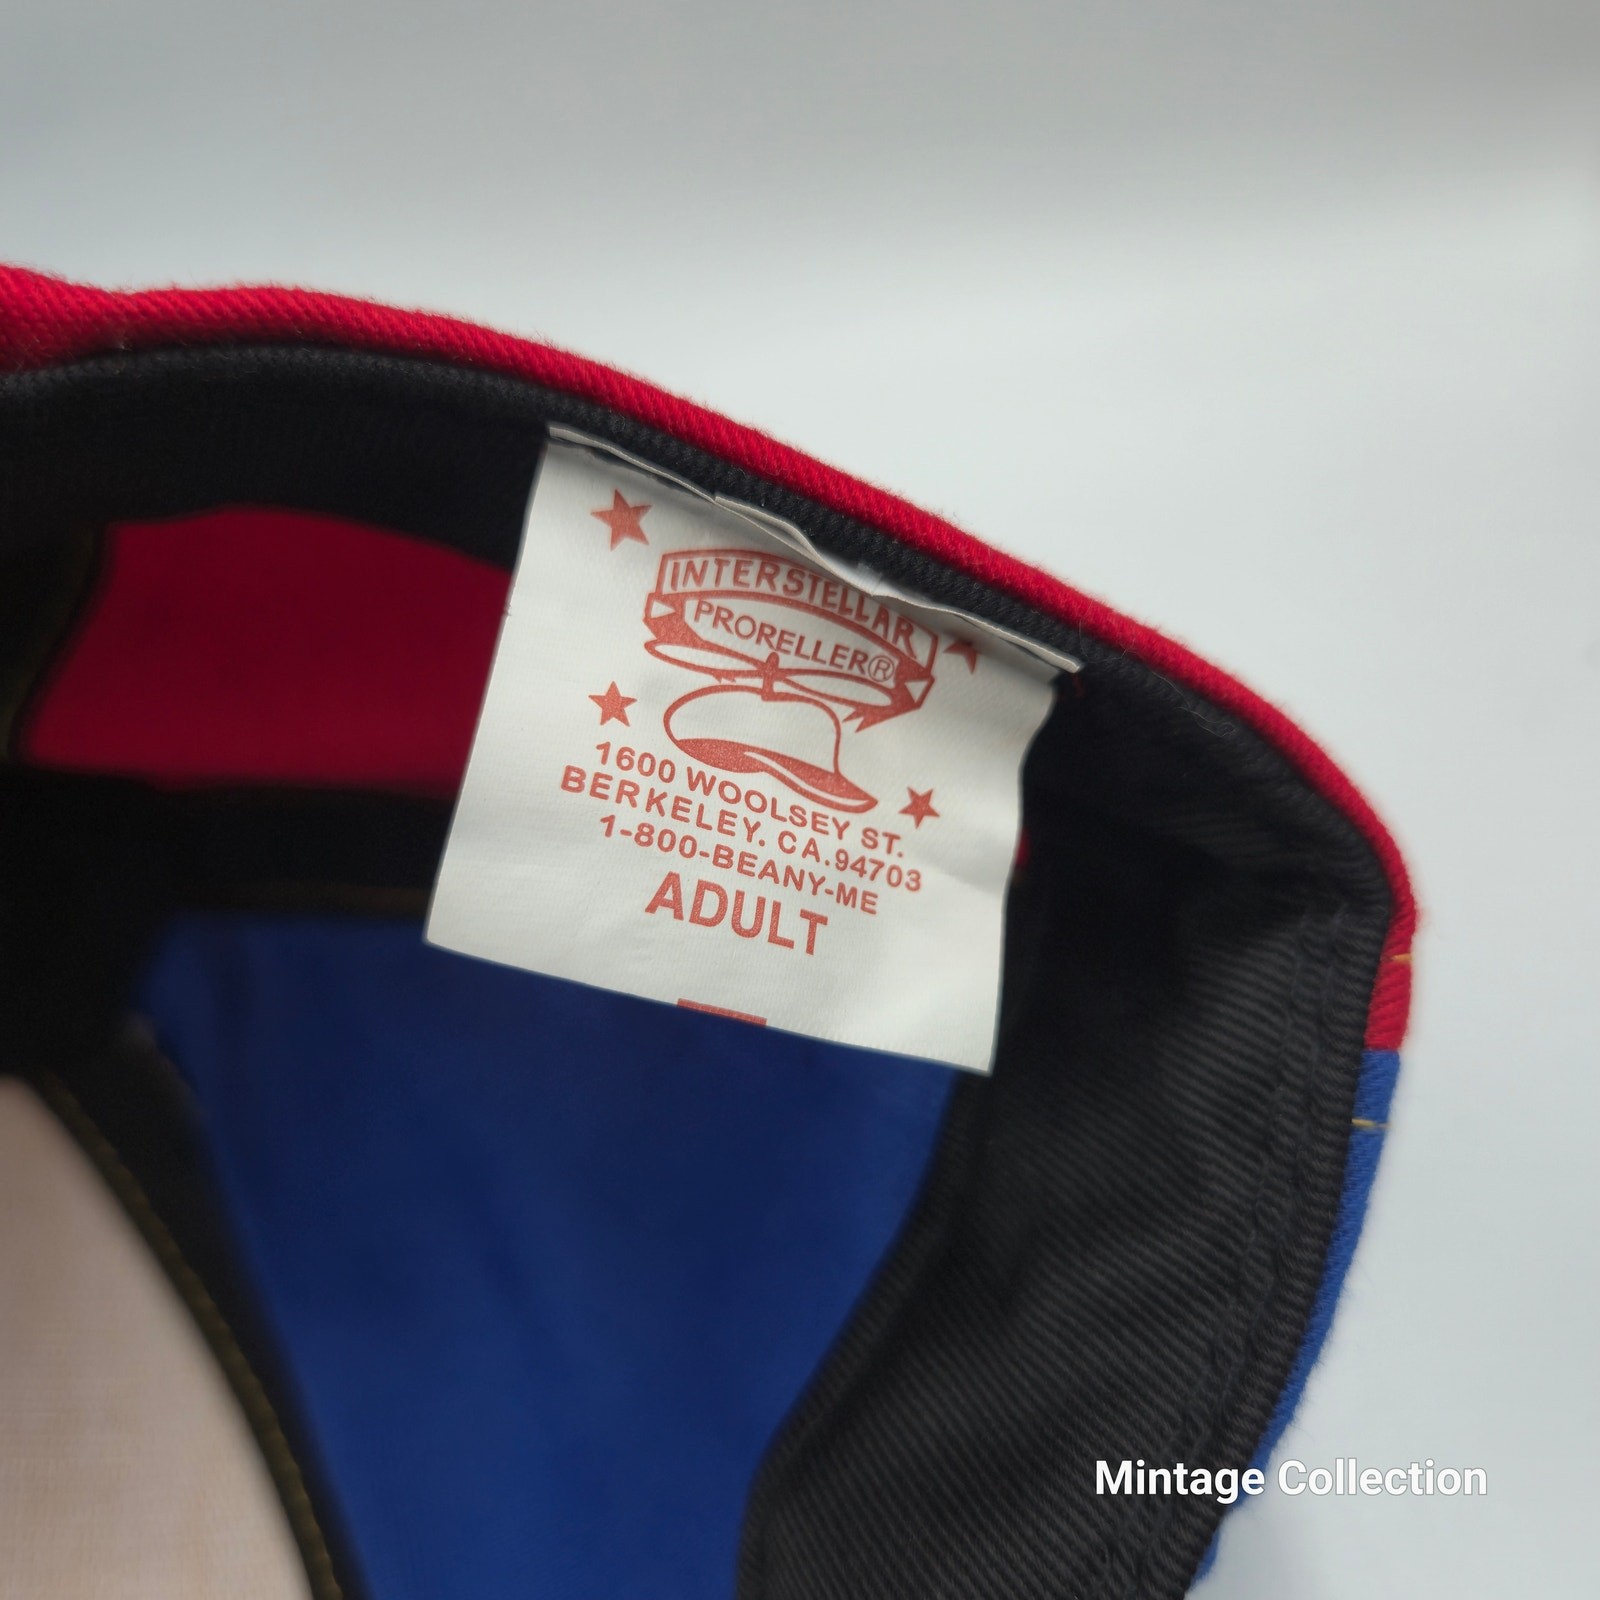 INTERSTELLAR
PRORELLER®
1600 WOOLSEY ST.
BERKELEY. CA.94703
1-800-BEANY-ME
ADULT
Mintage Collection